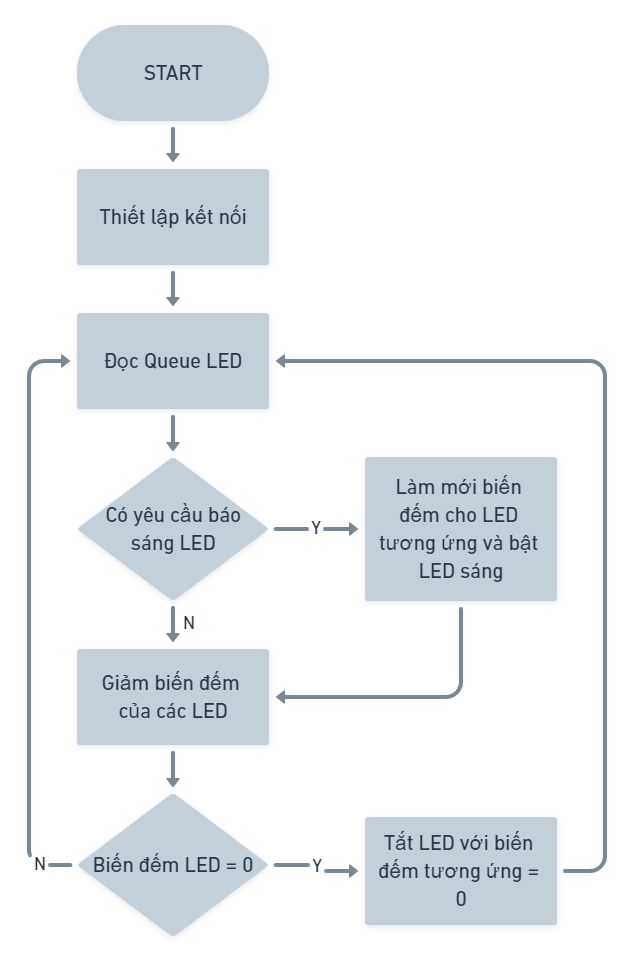 START
Thiết lập kết nối
Đọc Queue LED
Có yêu cầu báo
sáng LED
Y
Làm mới biến
đếm cho LED
tương ứng và bật
LED sáng
N
Giảm biến đếm
của các LED
Biến đếm LED = 0
N
Y
Tắt LED với biến
đếm tương ứng =
0